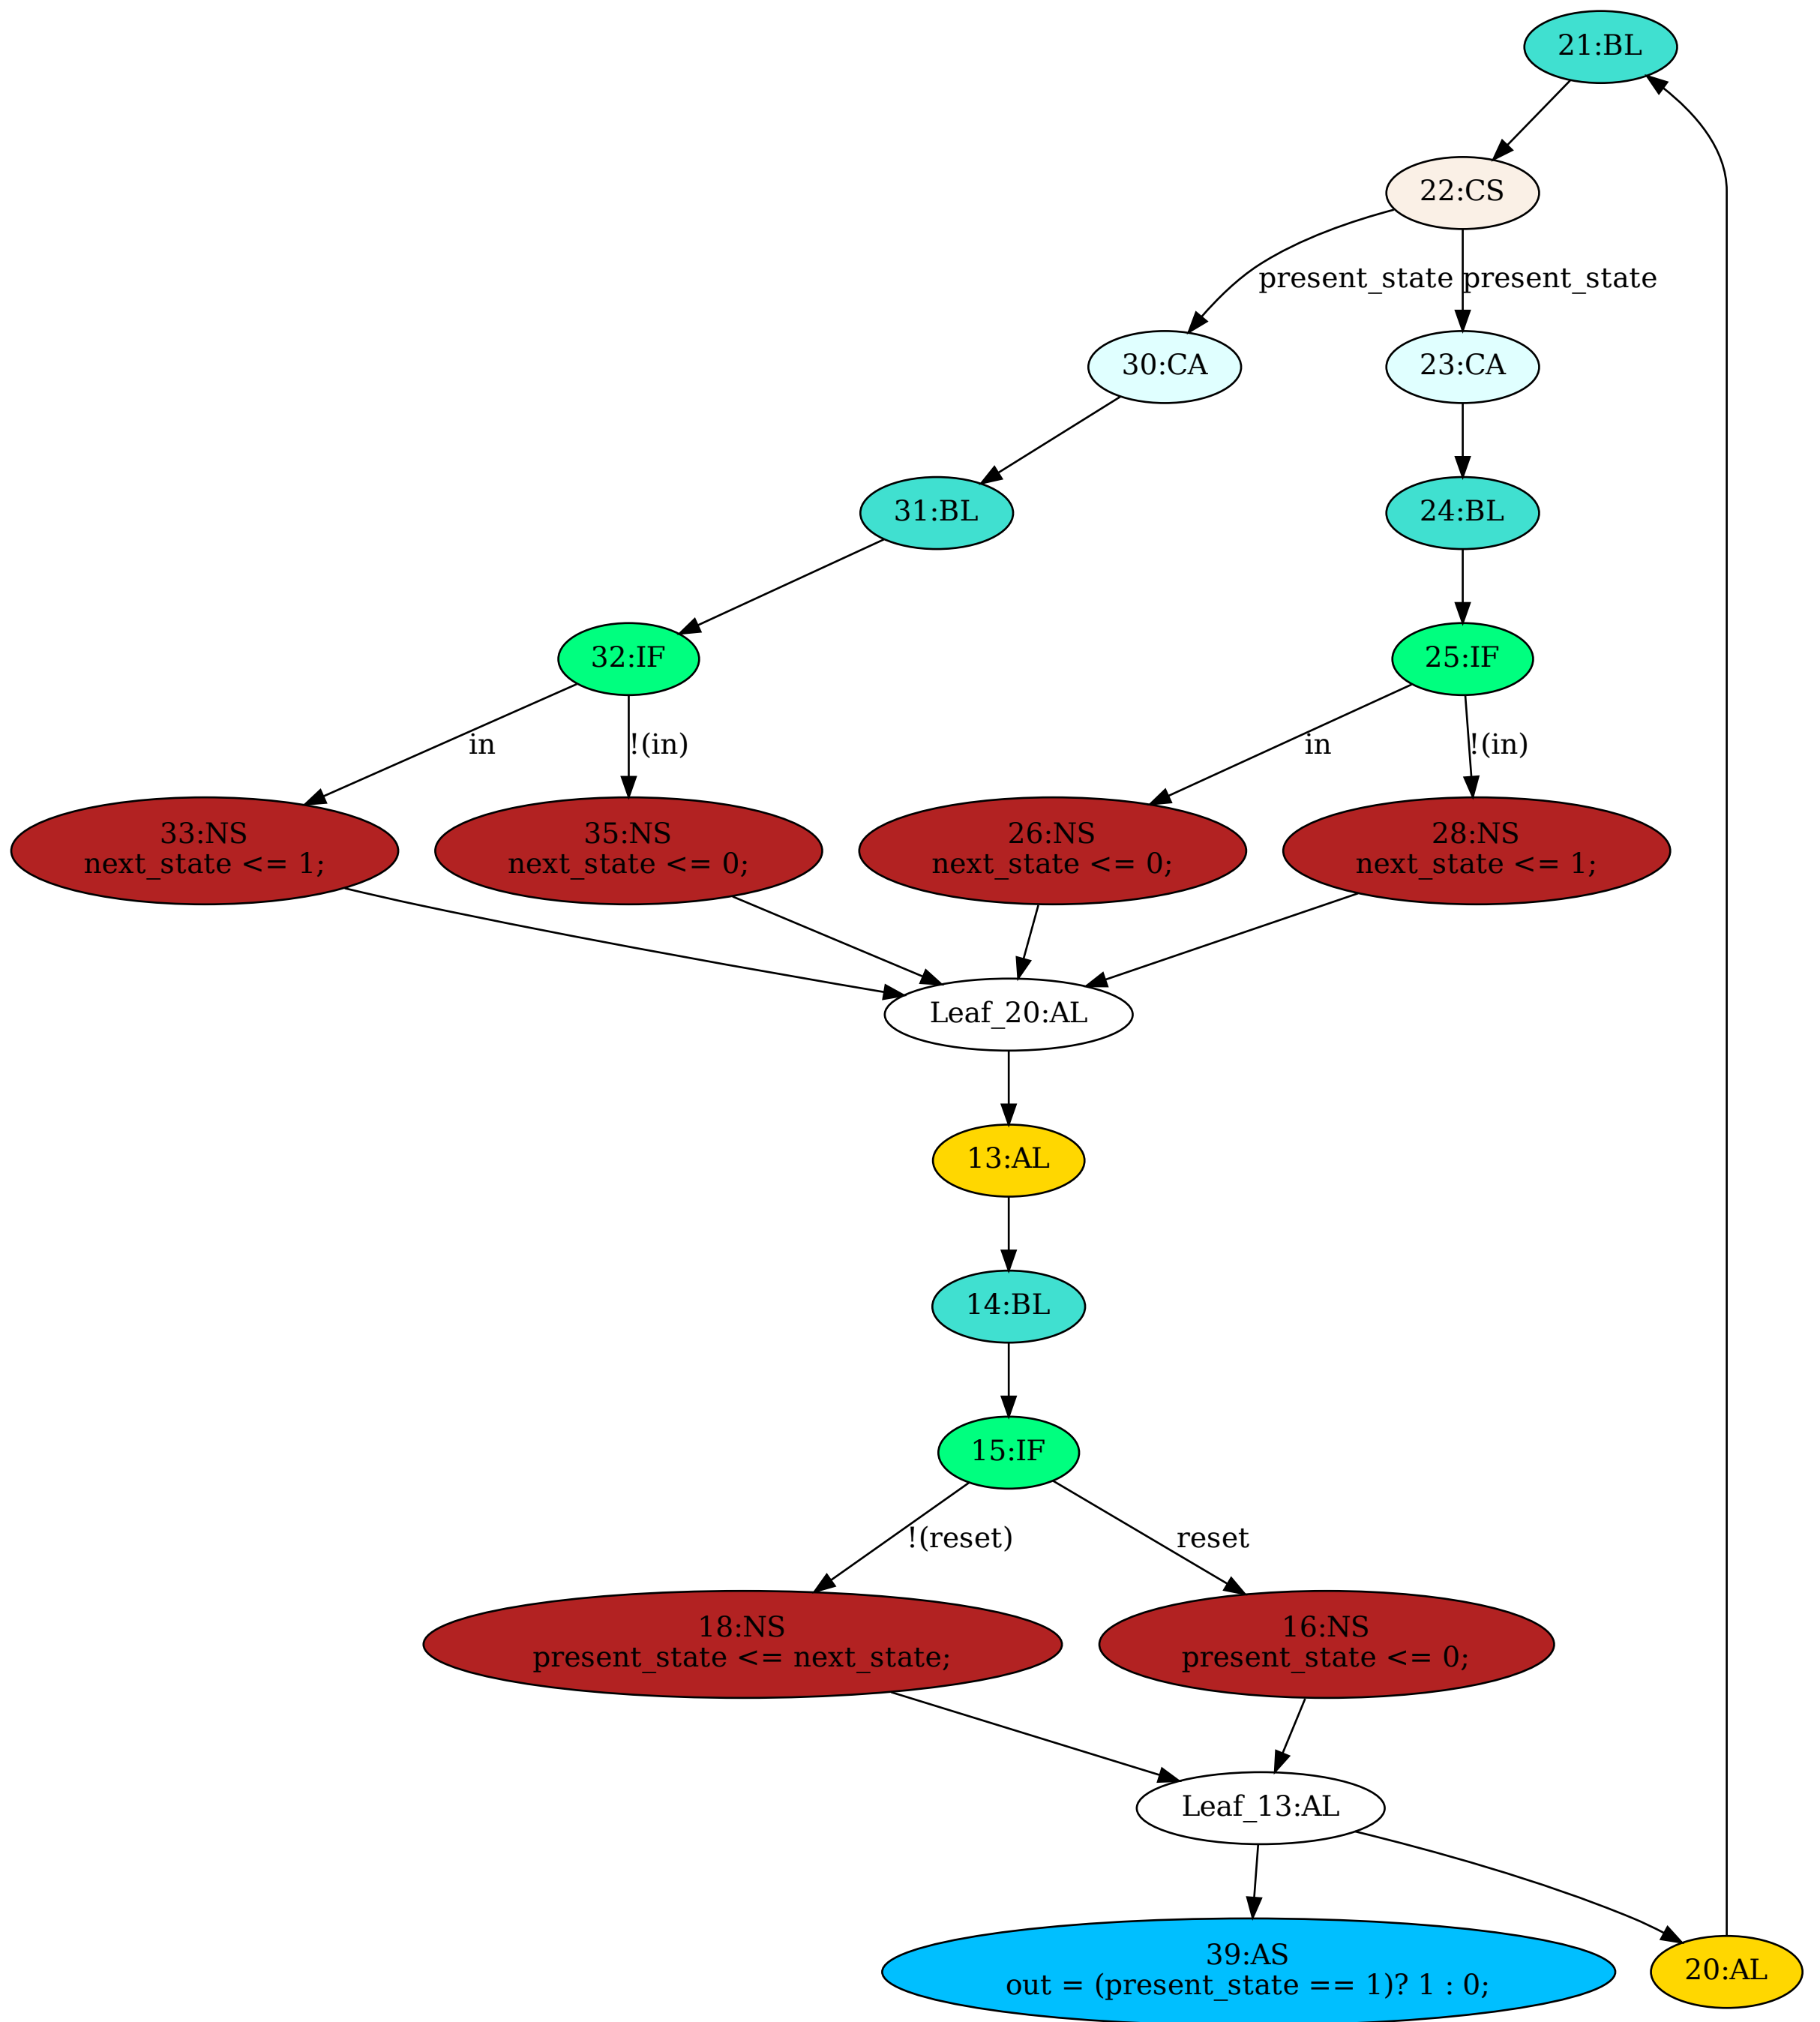 21:BL
22:CS
present_state
present_state
30:CA
23:CA
31:BL
24:BL
32:IF
25:IF
in
!(in)
in
!(in)
33:NS
next_state <= 1;
35:NS
next_state <= 0;
26:NS
next_state <= 0;
28:NS
next_state <= 1;
Leaf_20:AL
13:AL
14:BL
15:IF
!(reset)
reset
18:NS
present_state <= next_state;
16:NS
present_state <= 0;
Leaf_13:AL
39:AS
out = (present_state == 1)? 1 : 0;
20:AL